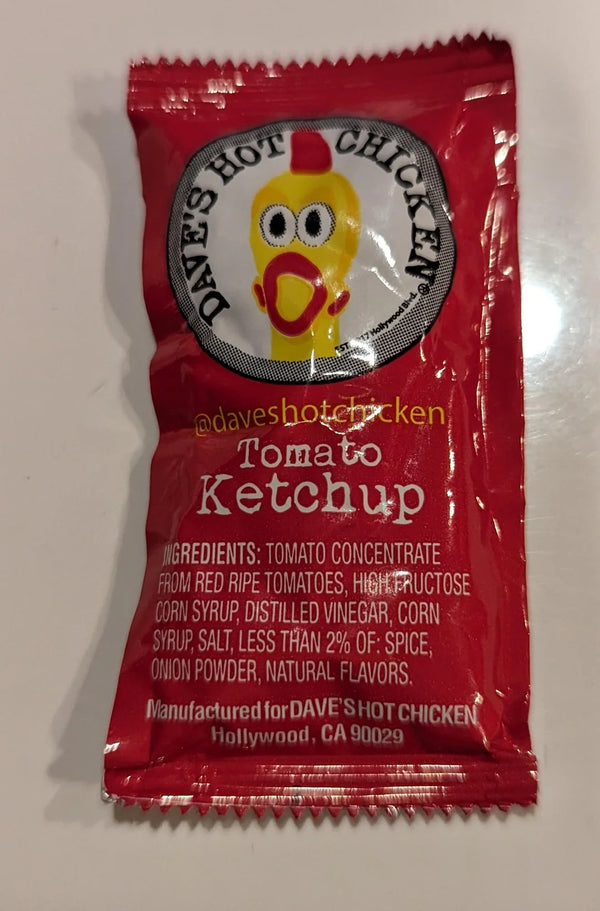 DAVE'S HOT CHICKEN®
Hollywood Blvd.
@daveshotchicken
Tomato
Ketchup
INGREDIENTS: TOMATO CONCENTRATE
FROM RED RIPE TOMATOES, HIGH FRUCTOSE
CORN SYRUP, DISTILLED VINEGAR, CORN
SYRUP, SALT, LESS THAN 2% OF: SPICE,
ONION POWDER, NATURAL FLAVORS.
Manufactured for DAVE'S HOT CHICKEN
Hollywood, CA 90029